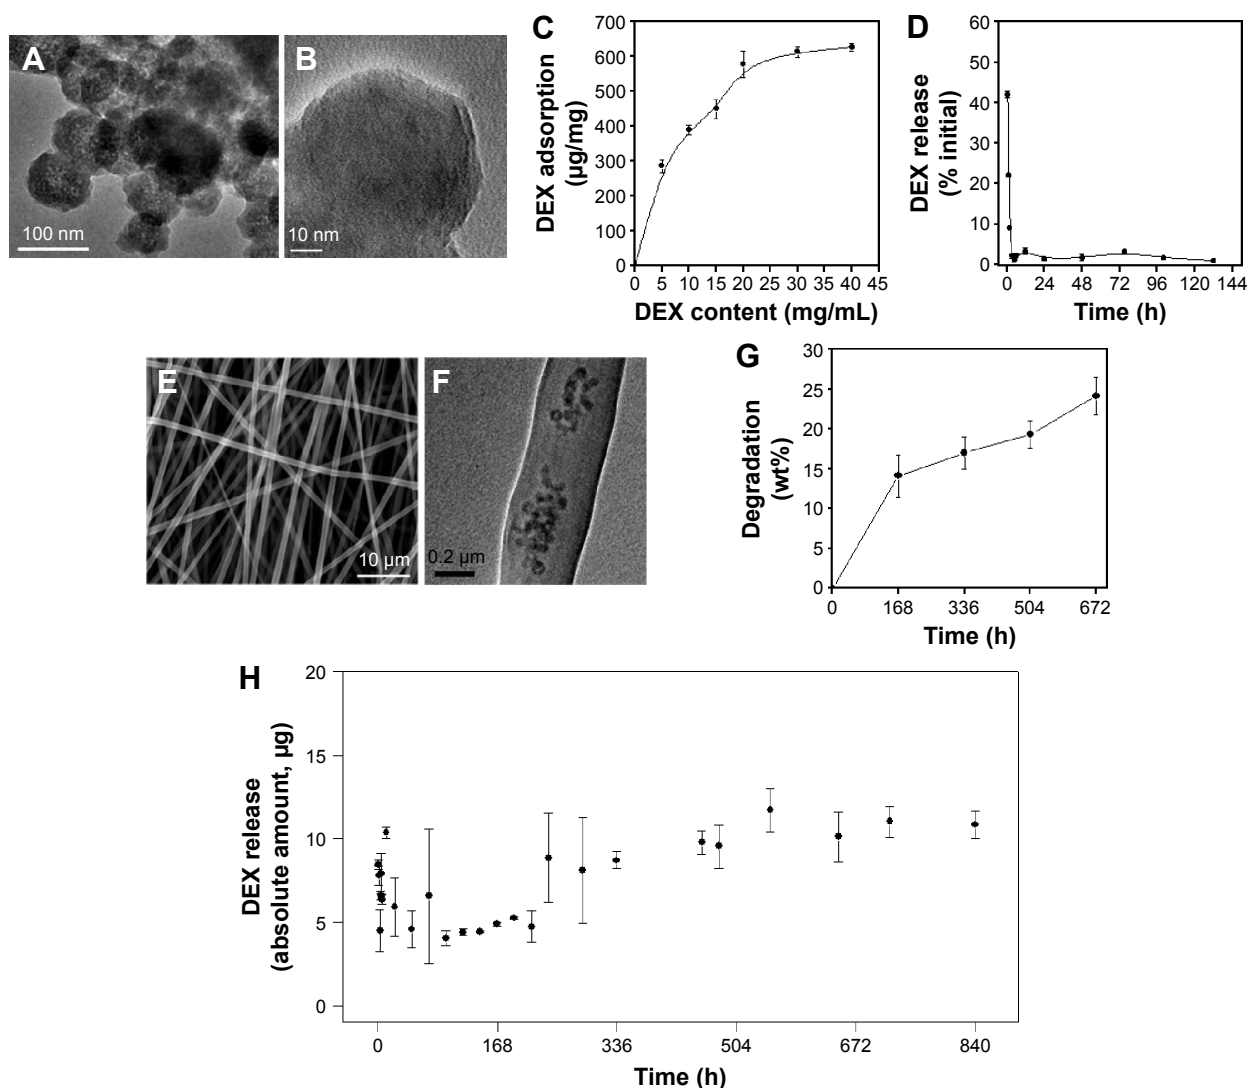 A
100 nm
B
10 nm
C
DEX adsorption
(µg/mg)
700
600
500
400
300
200
100
0
0 5 10 15 20 25 30 35 40 45
DEX content (mg/mL)
D
DEX release
(% initial)
60
50
40
30
20
10
0
0 24 48 72 96 120 144
Time (h)
E
10 µm
F
0.2 µm
G
Degradation
(wt%)
30
25
20
15
10
5
0
0 168 336 504 672
Time (h)
H
DEX release
(absolute amount, µg)
20
15
10
5
0
0 168 336 504 672 840
Time (h)